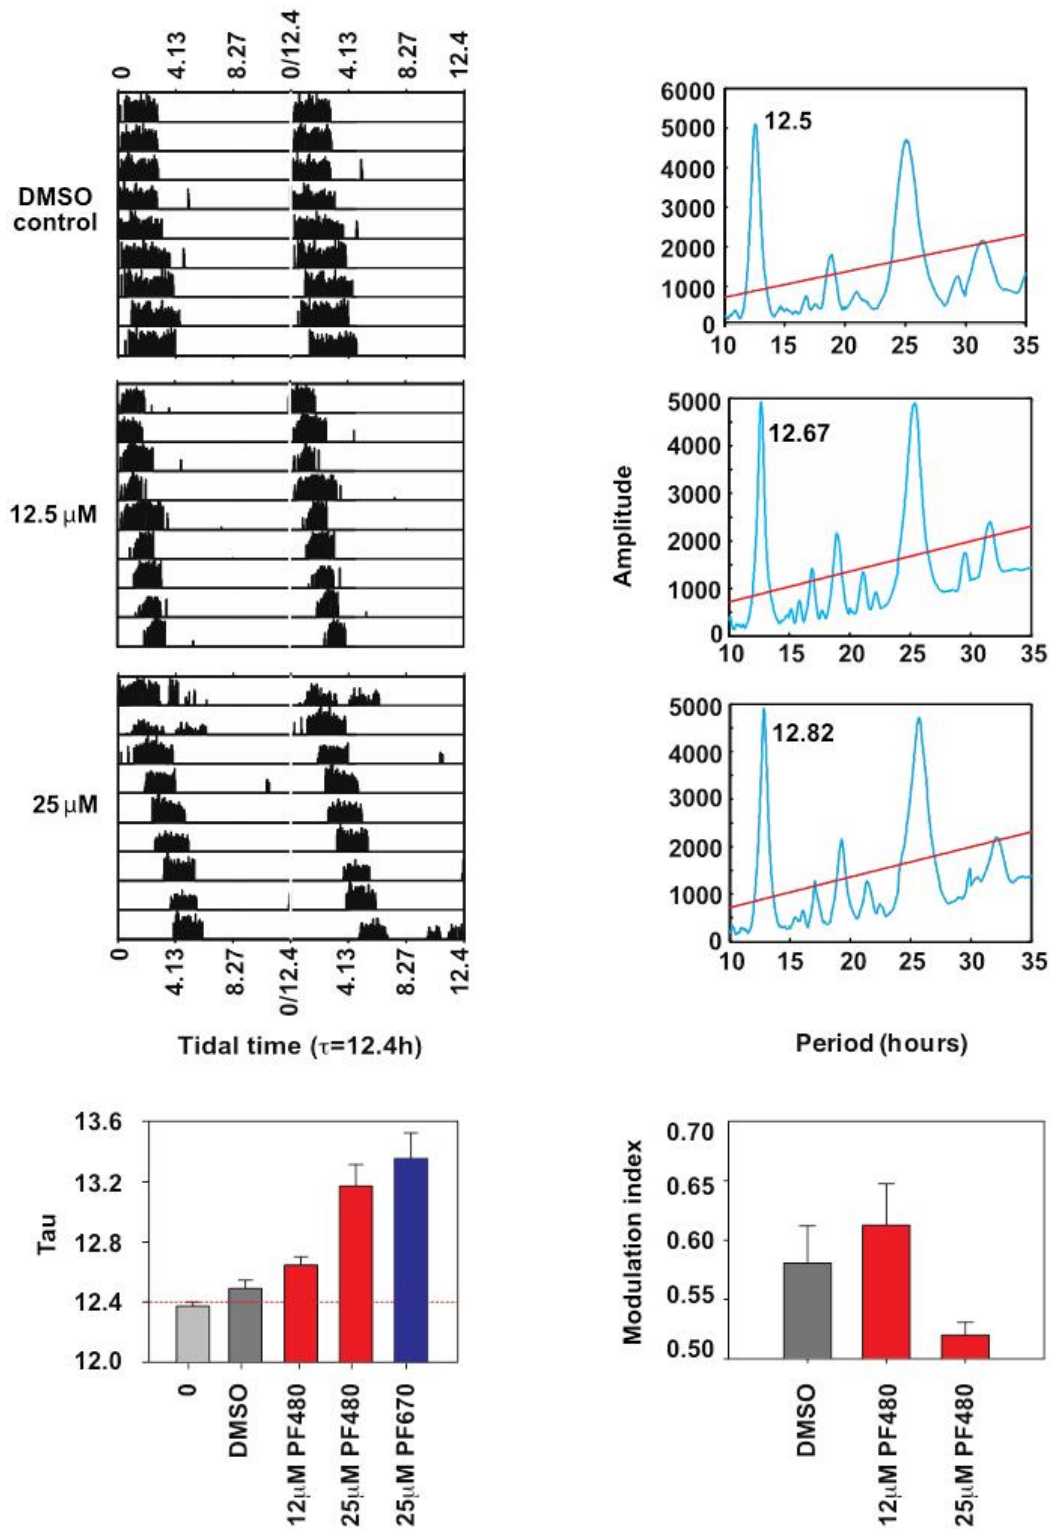 0 4.13 8.27 0/12.4 4.13 8.27 12.4
DMSO
control
12.5 μM
25 μM
0 4.13 8.27 0/12.4 4.13 8.27 12.4
Tidal time (τ=12.4h)
6000
5000
4000
3000
2000
1000
0
12.5
10 15 20 25 30 35
Amplitude
5000
4000
3000
2000
1000
0
12.67
10 15 20 25 30 35
5000
4000
3000
2000
1000
0
12.82
10 15 20 25 30 35
Period (hours)
Tau
13.6
13.2
12.8
12.4
12.0
0
DMSO
12μM PF480
25μM PF480
25μM PF670
Modulation index
0.70
0.65
0.60
0.55
0.50
DMSO
12μM PF480
25μM PF480